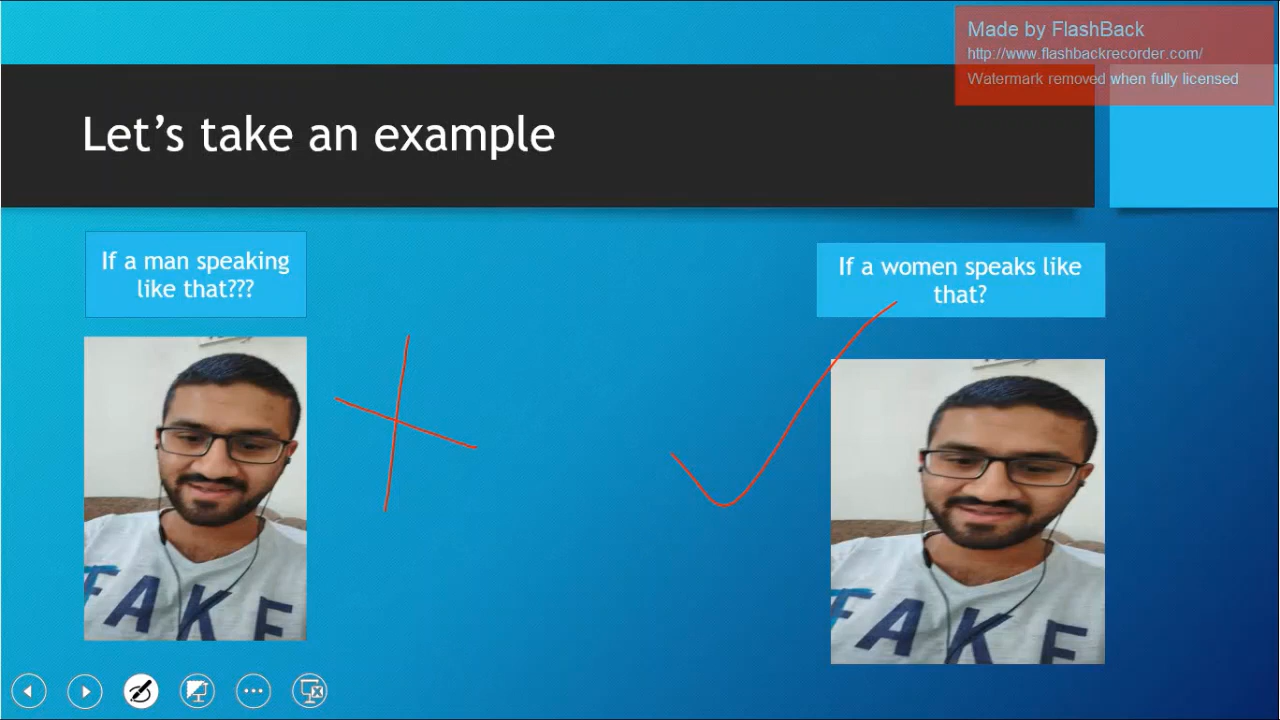 Made by FlashBack
http://www.flashbackrecorder.com/
Watermark removed when fully licensed
Let's take an example
If a man speaking
like that???
If a women speaks like
that?
FAKE
FAKE